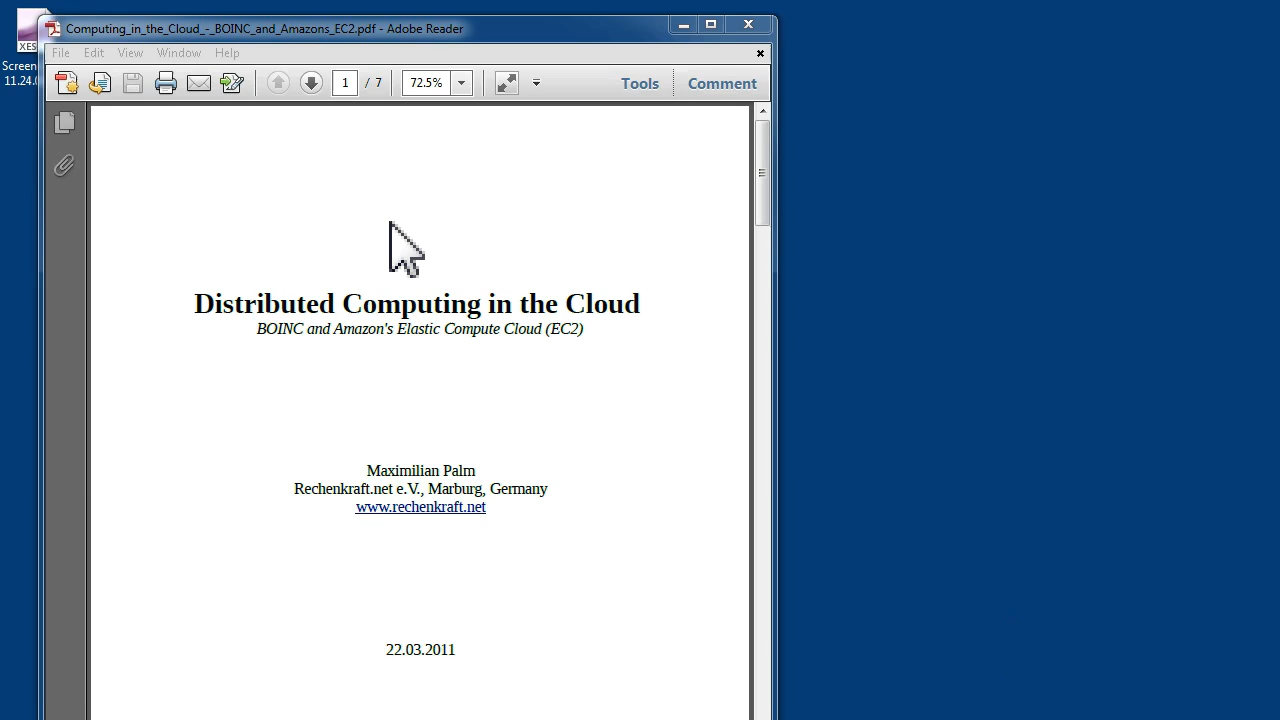 Computing_in_the_Cloud_-_BOINC_and_Amazons_EC2.pdf - Adobe Reader
XES
Screen
11.24.
File Edit View Window Help
1 / 7 72.5% Tools Comment
Distributed Computing in the Cloud
BOINC and Amazon's Elastic Compute Cloud (EC2)
Maximilian Palm
Rechenkraft.net e.V., Marburg, Germany
www.rechenkraft.net
22.03.2011